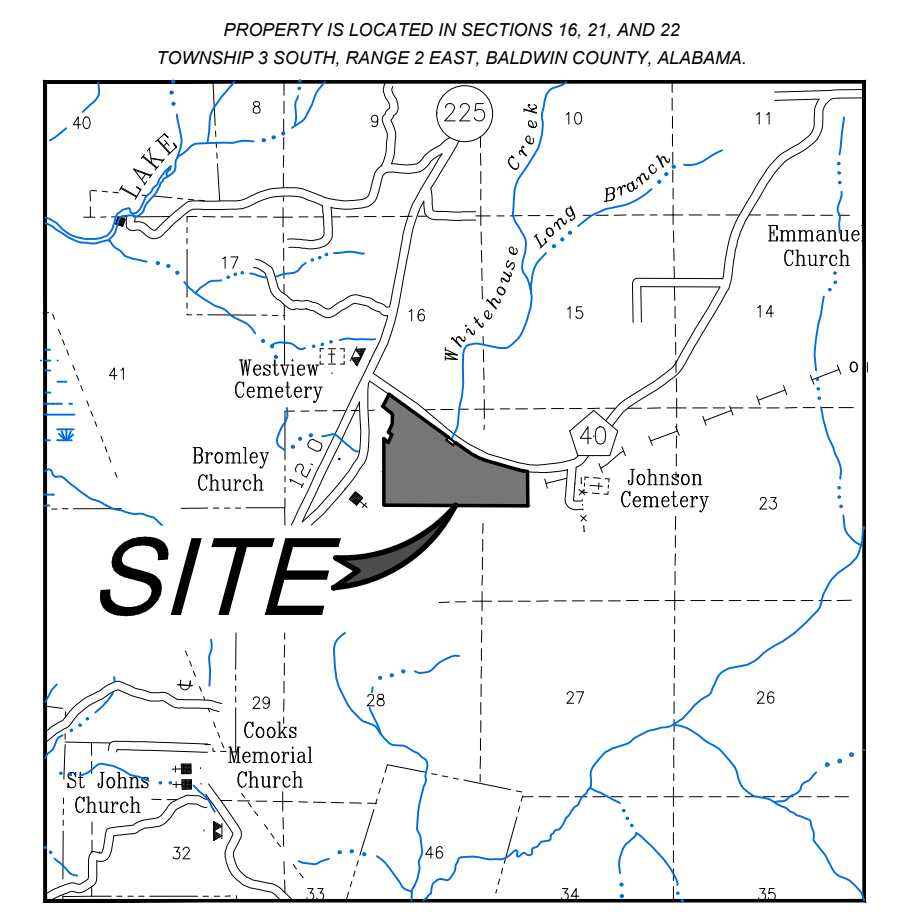 PROPERTY IS LOCATED IN SECTIONS 16, 21, AND 22
TOWNSHIP 3 SOUTH, RANGE 2 EAST, BALDWIN COUNTY, ALABAMA.
40
8
9
225
10
11
LAKE
Whitehouse Creek
Long Branch
Emmanuel
Church
17
16
15
14
41
Westview
Cemetery
40
Bromley
Church
12.0
Johnson
Cemetery
23
SITE
29
28
27
26
Cooks
Memorial
Church
St Johns
Church
32
46
33
34
35